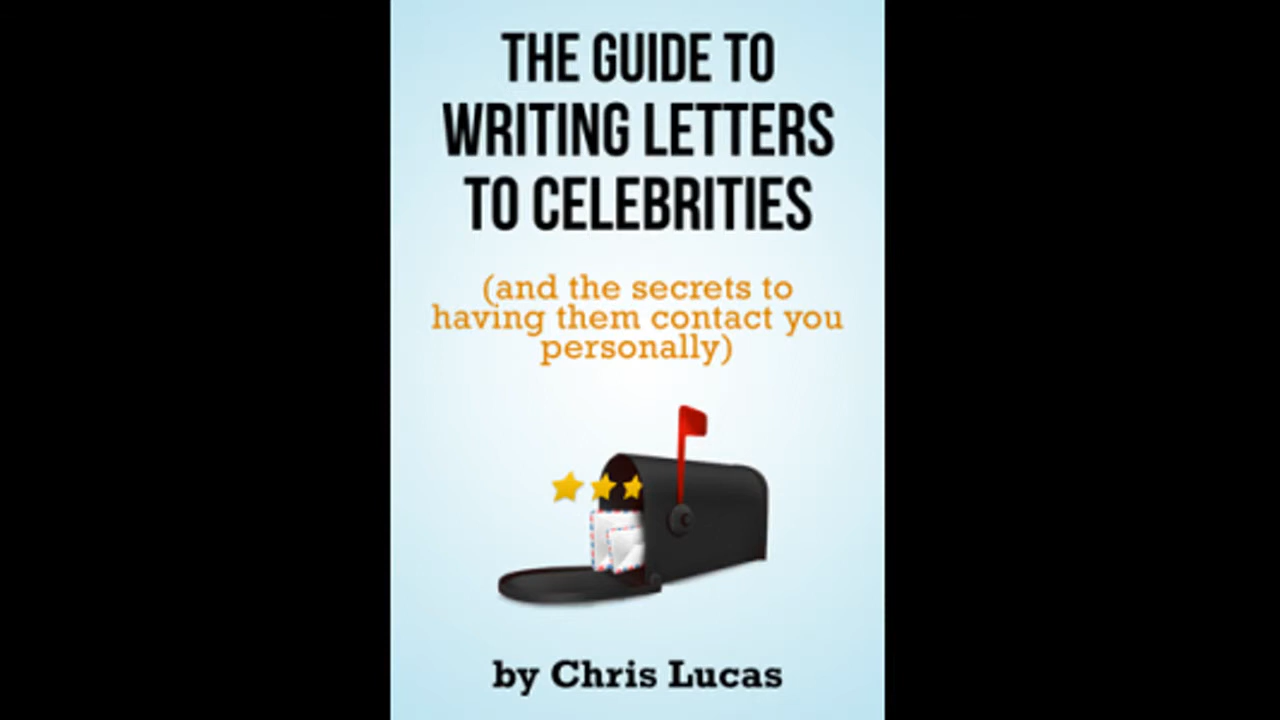 THE GUIDE TO
WRITING LETTERS
TO CELEBRITIES
(and the secrets to
having them contact you
personally)
by Chris Lucas